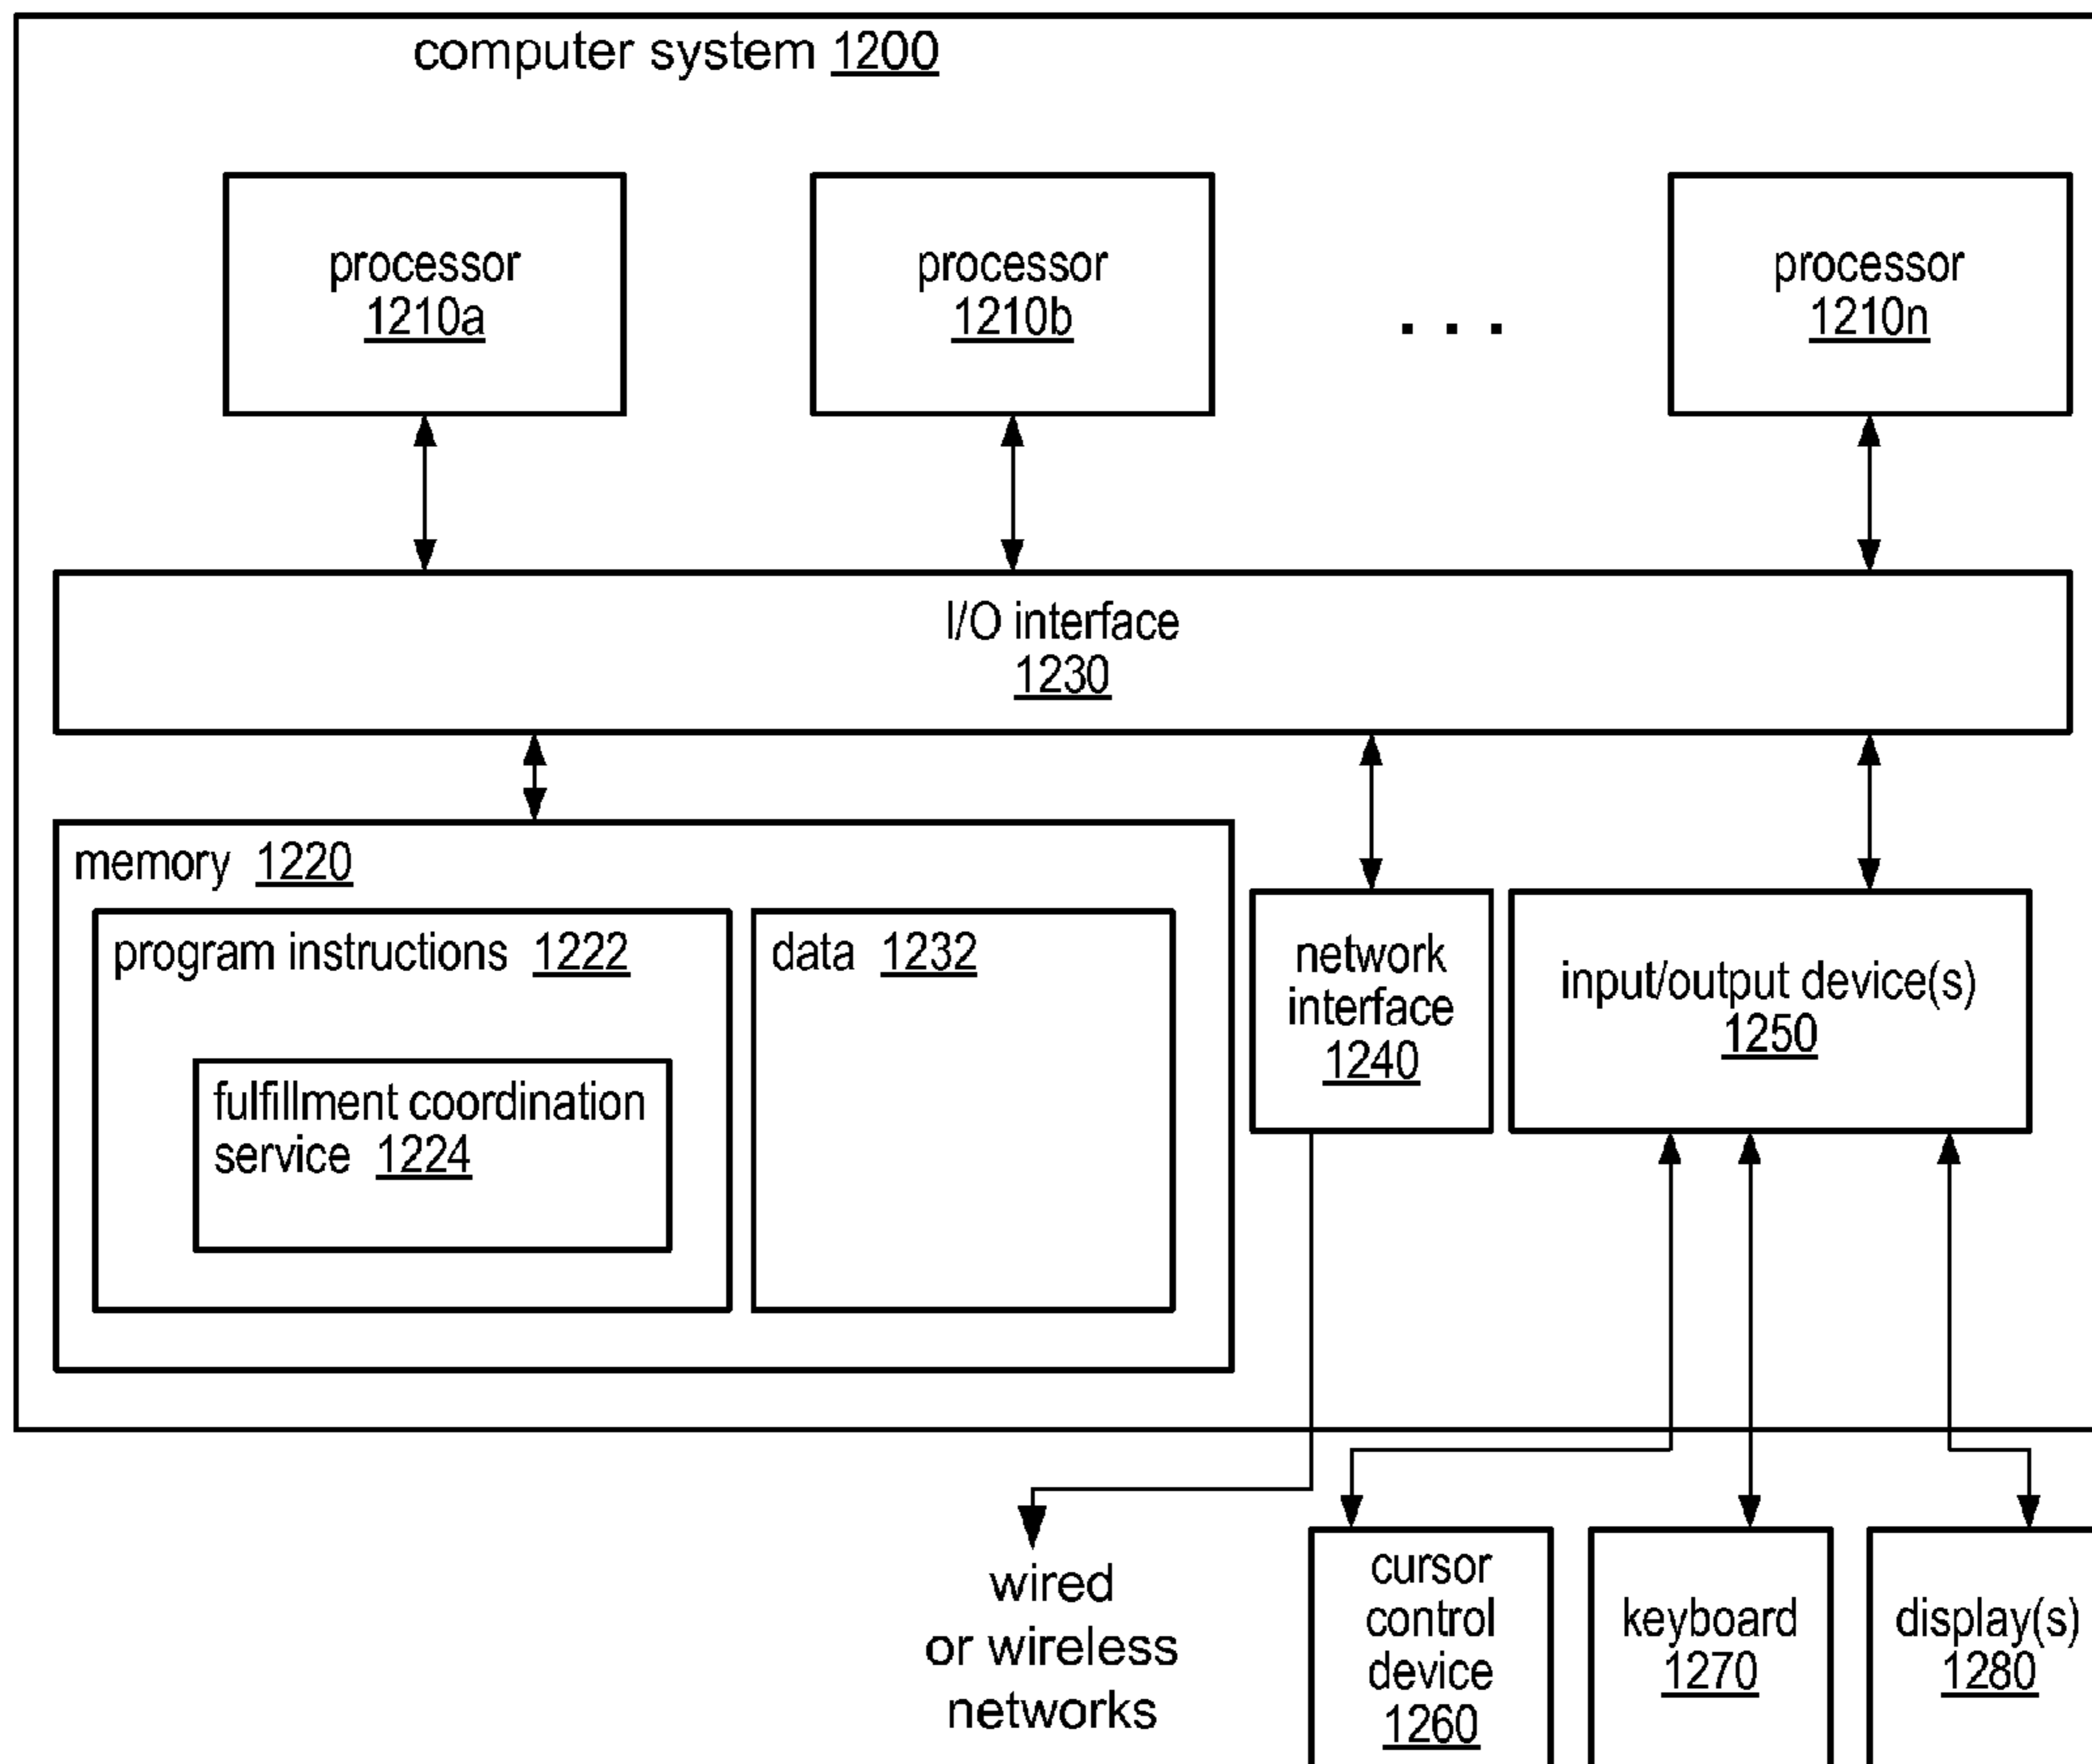 computer system 1200
processor
1210a
processor
1210b
. . .
processor
1210n
I/O interface
1230
memory 1220
program instructions 1222
fulfillment coordination
service 1224
data 1232
network
interface
1240
input/output device(s)
1250
wired
or wireless
networks
cursor
control
device
1260
keyboard
1270
display(s)
1280